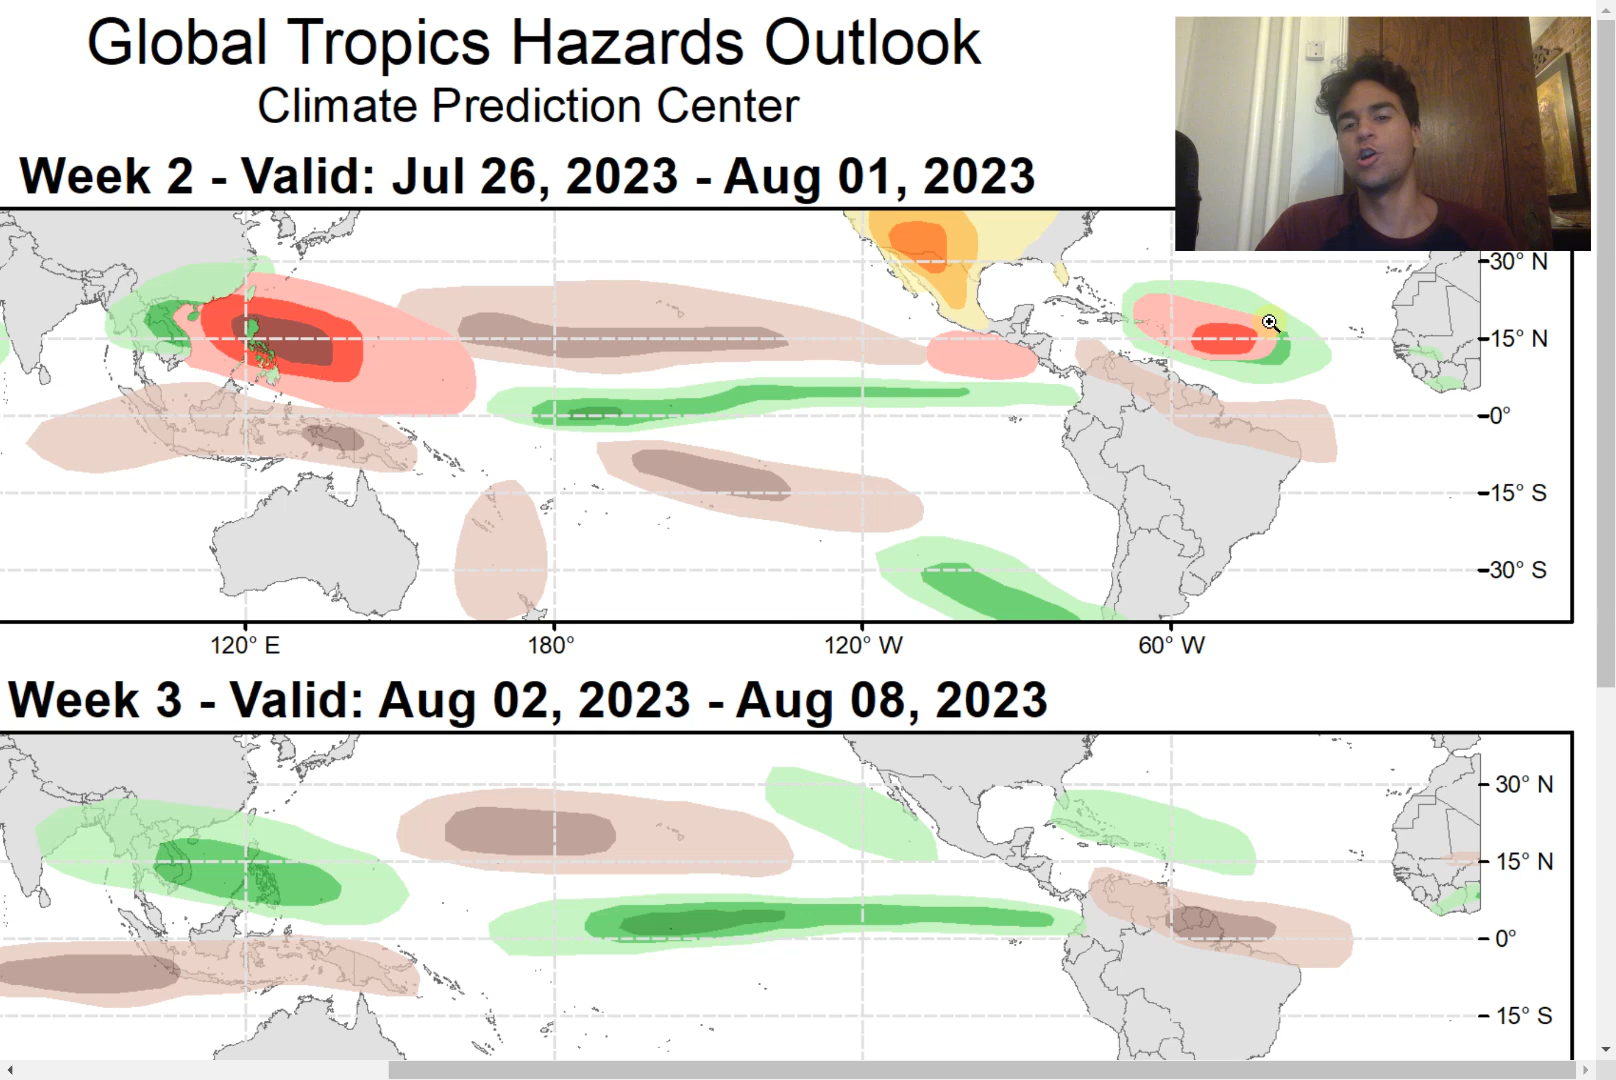 Global Tropics Hazards Outlook
Climate Prediction Center
Week 2 - Valid: Jul 26, 2023 - Aug 01, 2023
30° N
15° N
0°
15° S
30° S
120° E
180°
120° W
60° W
Week 3 - Valid: Aug 02, 2023 - Aug 08, 2023
30° N
15° N
0°
15° S